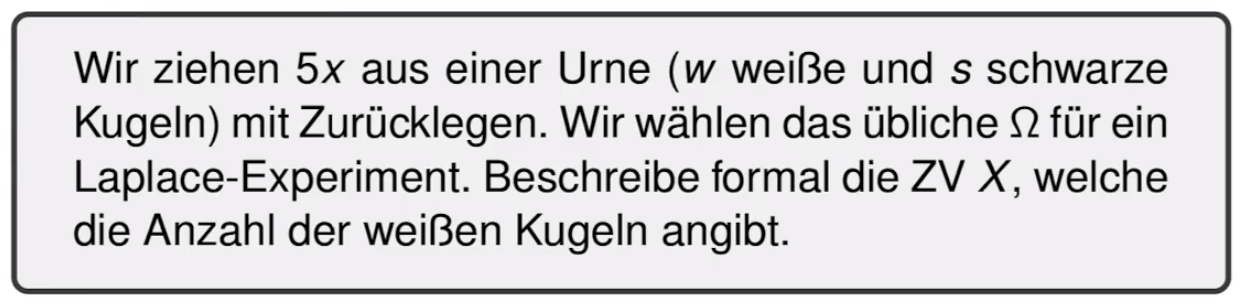 Wir ziehen 5x aus einer Urne (w weiße und s schwarze
Kugeln) mit Zurücklegen. Wir wählen das übliche Ω für ein
Laplace-Experiment. Beschreibe formal die ZV X, welche
die Anzahl der weißen Kugeln angibt.